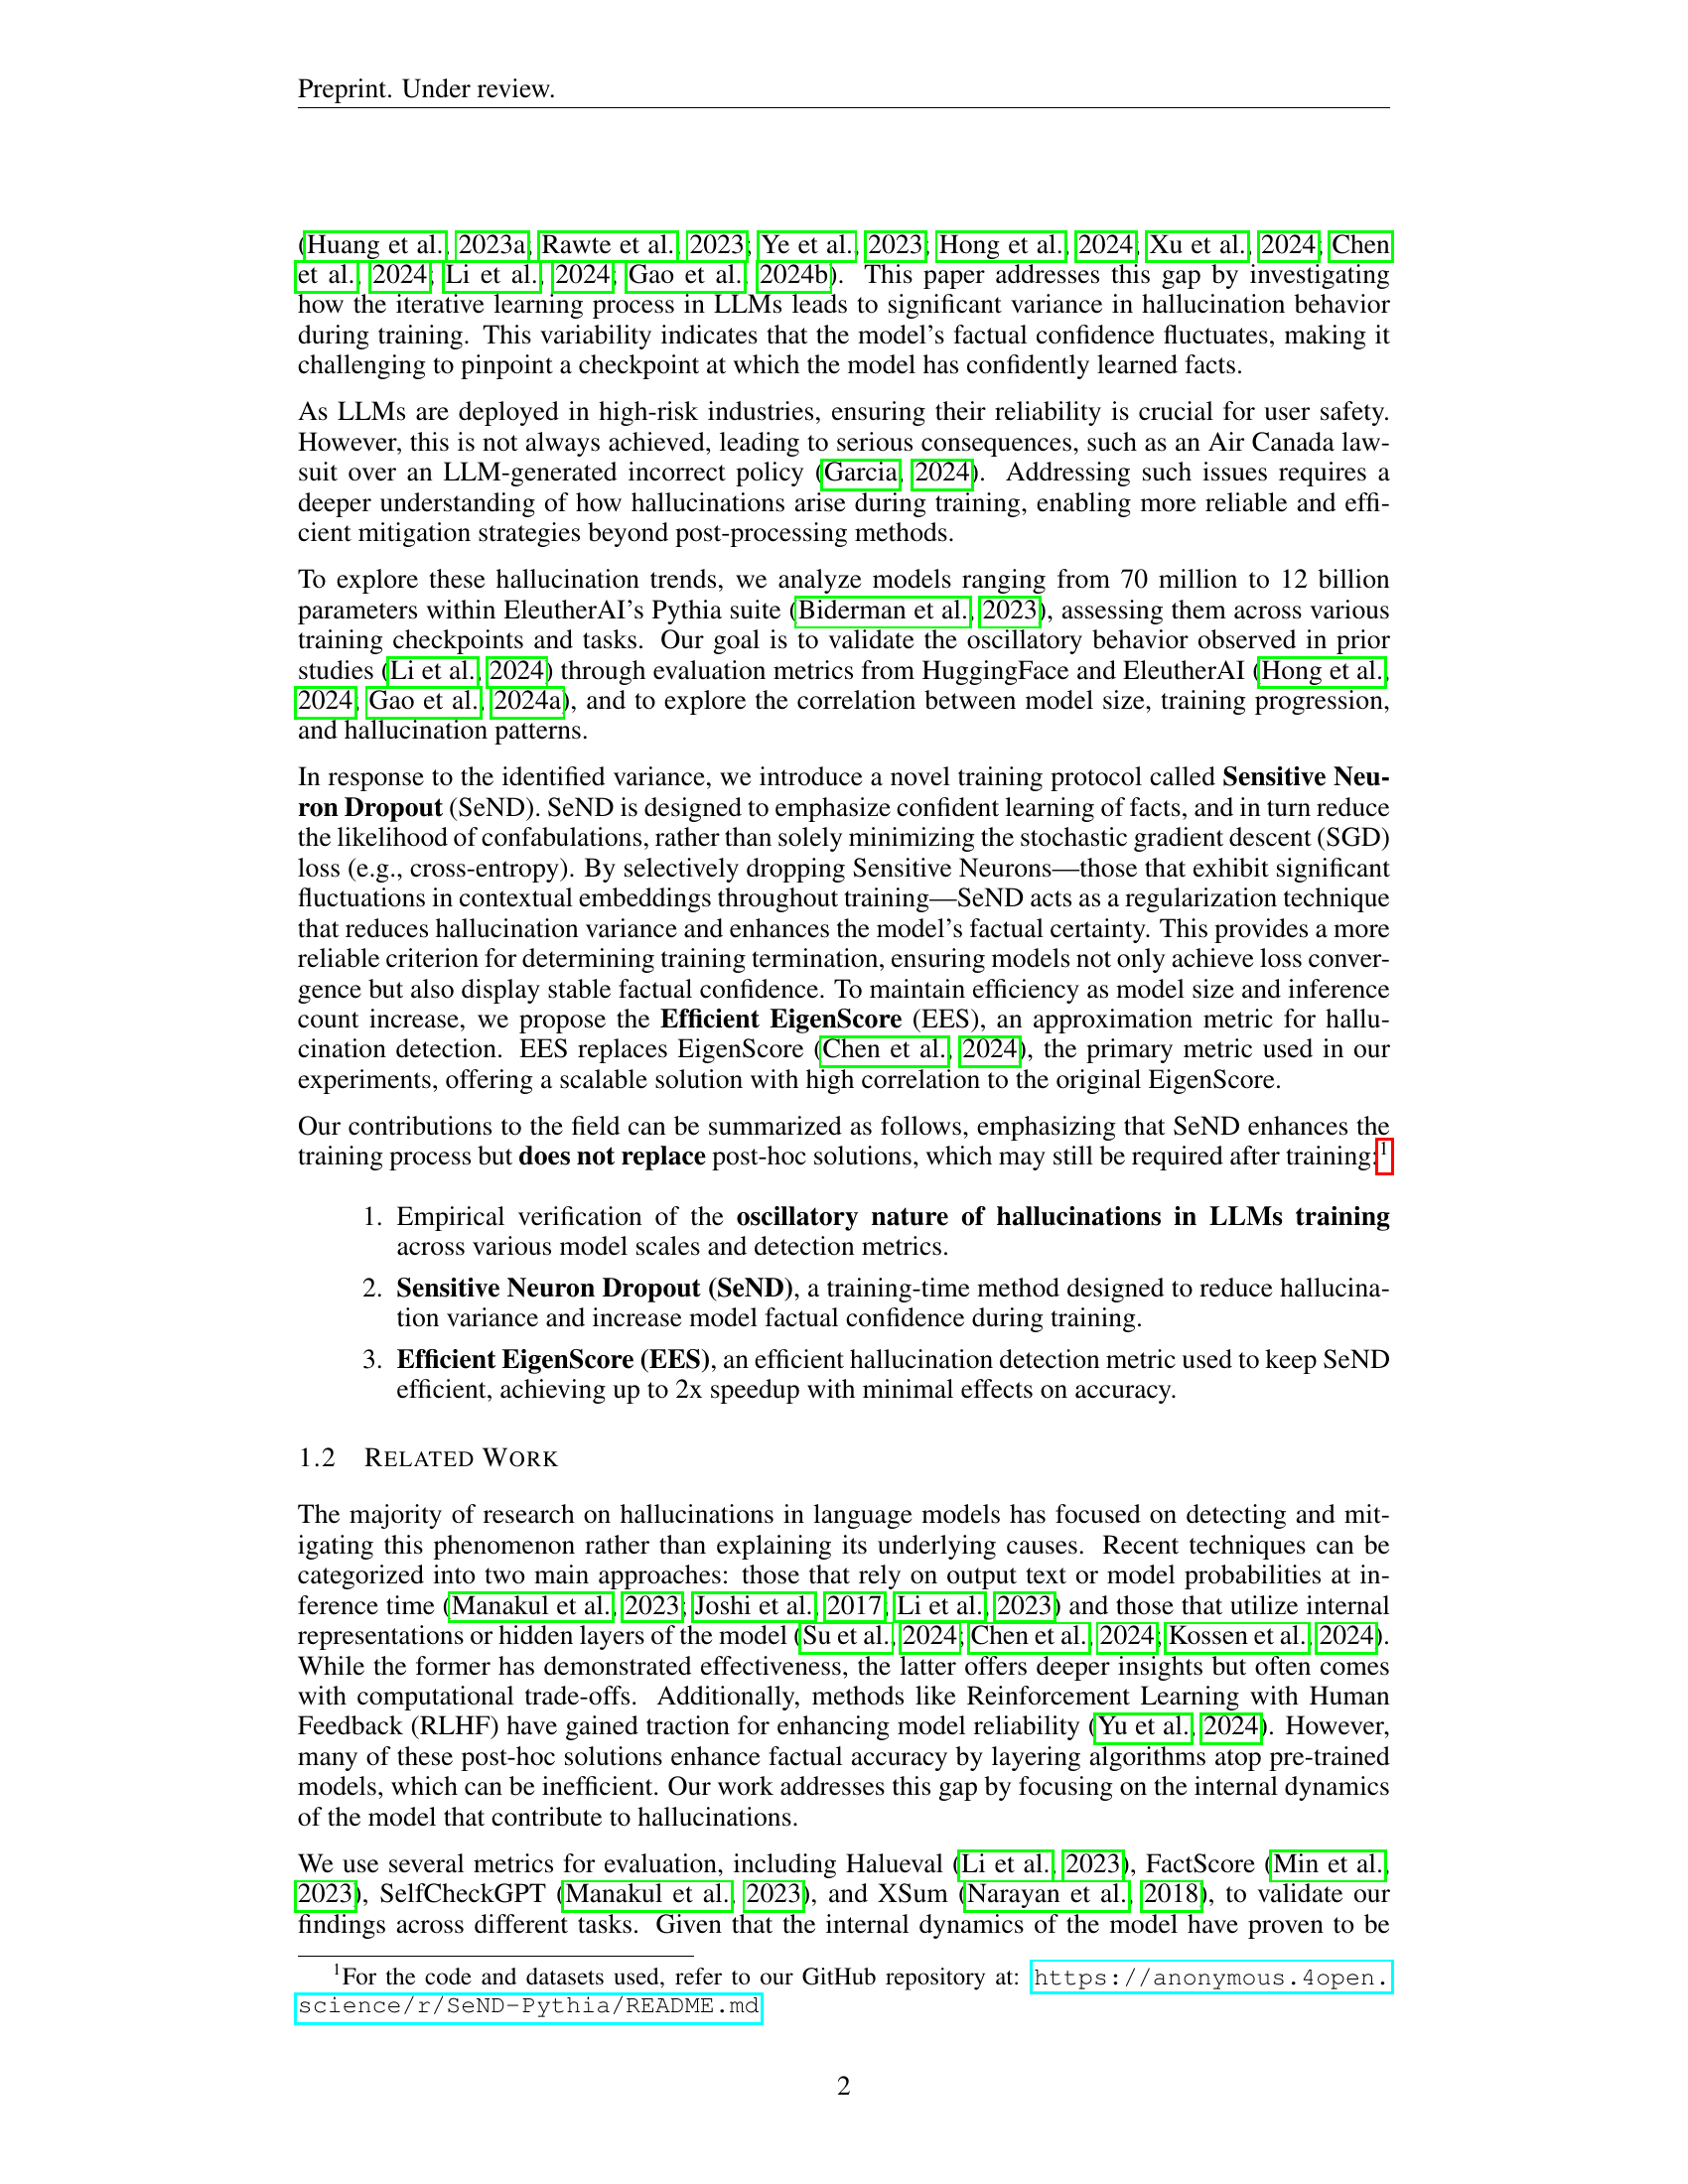 Preprint. Under review.
(Huang et al., 2023a; Rawte et al., 2023; Ye et al., 2023; Hong et al., 2024; Xu et al., 2024; Chen
et al., 2024; Li et al., 2024; Gao et al., 2024b). This paper addresses this gap by investigating
how the iterative learning process in LLMs leads to significant variance in hallucination behavior
during training. This variability indicates that the model's factual confidence fluctuates, making it
challenging to pinpoint a checkpoint at which the model has confidently learned facts.
As LLMs are deployed in high-risk industries, ensuring their reliability is crucial for user safety.
However, this is not always achieved, leading to serious consequences, such as an Air Canada law-
suit over an LLM-generated incorrect policy (Garcia, 2024). Addressing such issues requires a
deeper understanding of how hallucinations arise during training, enabling more reliable and effi-
cient mitigation strategies beyond post-processing methods.
To explore these hallucination trends, we analyze models ranging from 70 million to 12 billion
parameters within EleutherAI's Pythia suite (Biderman et al., 2023), assessing them across various
training checkpoints and tasks. Our goal is to validate the oscillatory behavior observed in prior
studies (Li et al., 2024) through evaluation metrics from HuggingFace and EleutherAI (Hong et al.,
2024; Gao et al., 2024a), and to explore the correlation between model size, training progression,
and hallucination patterns.
In response to the identified variance, we introduce a novel training protocol called Sensitive Neu-
ron Dropout (SeND). SeND is designed to emphasize confident learning of facts, and in turn reduce
the likelihood of confabulations, rather than solely minimizing the stochastic gradient descent (SGD)
loss (e.g., cross-entropy). By selectively dropping Sensitive Neurons—those that exhibit significant
fluctuations in contextual embeddings throughout training—SeND acts as a regularization technique
that reduces hallucination variance and enhances the model's factual certainty. This provides a more
reliable criterion for determining training termination, ensuring models not only achieve loss conver-
gence but also display stable factual confidence. To maintain efficiency as model size and inference
count increase, we propose the Efficient EigenScore (EES), an approximation metric for hallu-
cination detection. EES replaces EigenScore (Chen et al., 2024), the primary metric used in our
experiments, offering a scalable solution with high correlation to the original EigenScore.
Our contributions to the field can be summarized as follows, emphasizing that SeND enhances the
training process but does not replace post-hoc solutions, which may still be required after training:1
1. Empirical verification of the oscillatory nature of hallucinations in LLMs training
across various model scales and detection metrics.
2. Sensitive Neuron Dropout (SeND), a training-time method designed to reduce hallucina-
tion variance and increase model factual confidence during training.
3. Efficient EigenScore (EES), an efficient hallucination detection metric used to keep SeND
efficient, achieving up to 2x speedup with minimal effects on accuracy.
1.2 RELATED WORK
The majority of research on hallucinations in language models has focused on detecting and mit-
igating this phenomenon rather than explaining its underlying causes. Recent techniques can be
categorized into two main approaches: those that rely on output text or model probabilities at in-
ference time (Manakul et al., 2023; Joshi et al., 2017; Li et al., 2023) and those that utilize internal
representations or hidden layers of the model (Su et al., 2024; Chen et al., 2024; Kossen et al., 2024).
While the former has demonstrated effectiveness, the latter offers deeper insights but often comes
with computational trade-offs. Additionally, methods like Reinforcement Learning with Human
Feedback (RLHF) have gained traction for enhancing model reliability (Yu et al., 2024). However,
many of these post-hoc solutions enhance factual accuracy by layering algorithms atop pre-trained
models, which can be inefficient. Our work addresses this gap by focusing on the internal dynamics
of the model that contribute to hallucinations.
We use several metrics for evaluation, including Halueval (Li et al., 2023), FactScore (Min et al.,
2023), SelfCheckGPT (Manakul et al., 2023), and XSum (Narayan et al., 2018), to validate our
findings across different tasks. Given that the internal dynamics of the model have proven to be
1For the code and datasets used, refer to our GitHub repository at: https://anonymous.4open.
science/r/SeND-Pythia/README.md
2